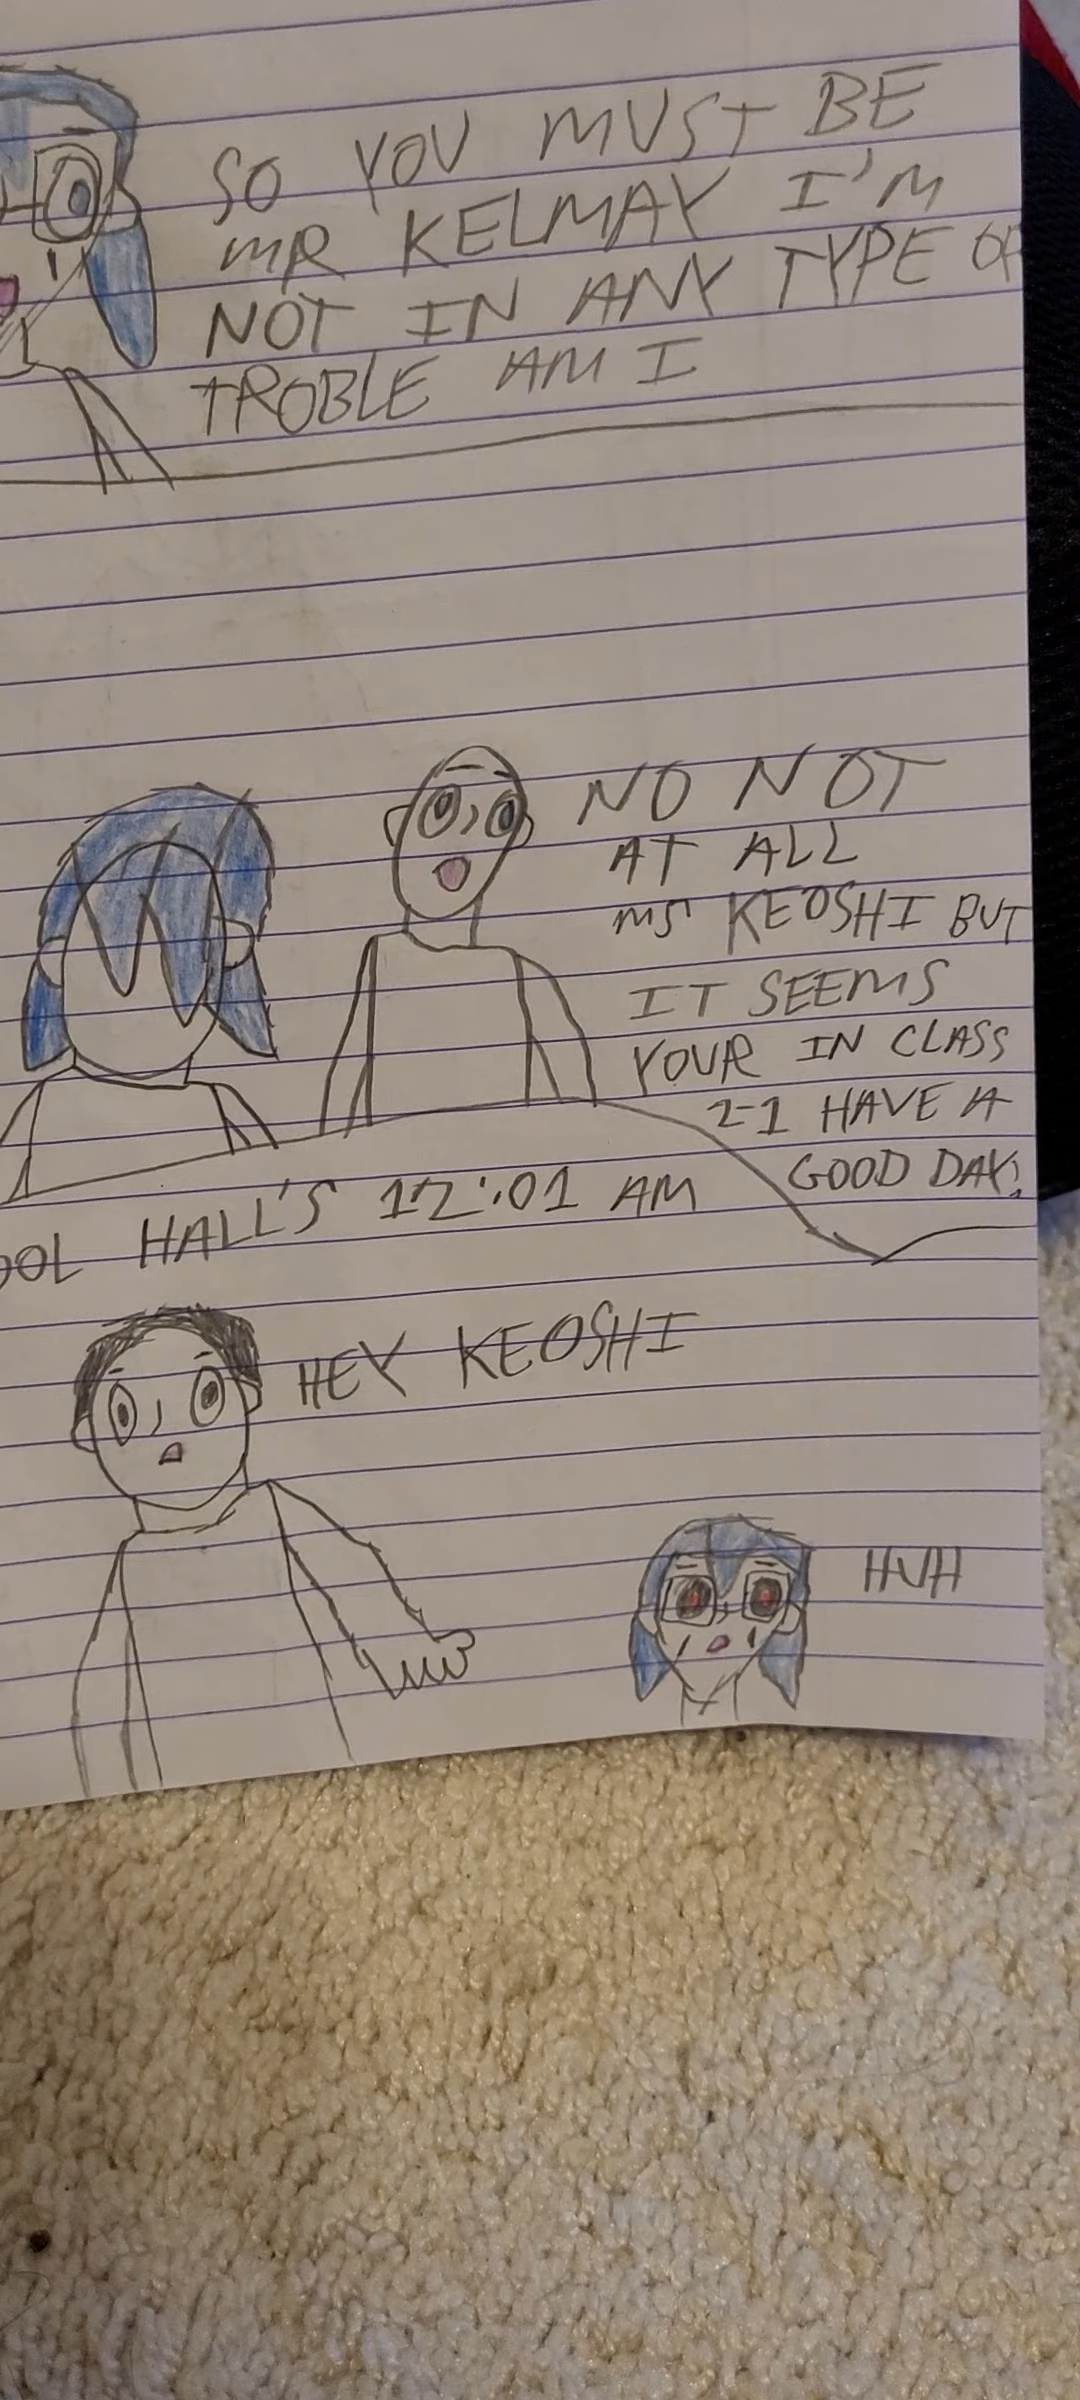 SO YOU MUST BE
MR KELMAY I'M
NOT IN ANY TYPE OF
TROBLE AM I
NO NOT
AT ALL
MS KEOSHI BUT
IT SEEMS
YOUR IN CLASS
2-1 HAVE A
GOOD DAY!
OOL HALL'S 12:01 AM
HEY KEOSHI
HUH